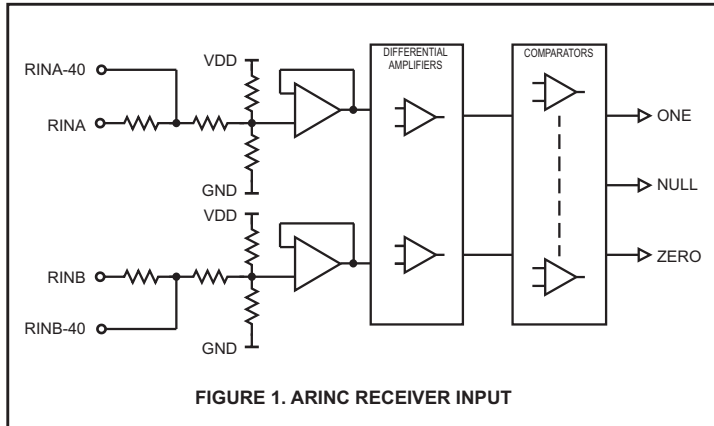 DIFFERENTIAL
AMPLIFIERS
COMPARATORS
RINA-40
VDD
RINA
ONE
GND
NULL
VDD
RINB
ZERO
RINB-40
GND
FIGURE 1. ARINC RECEIVER INPUT